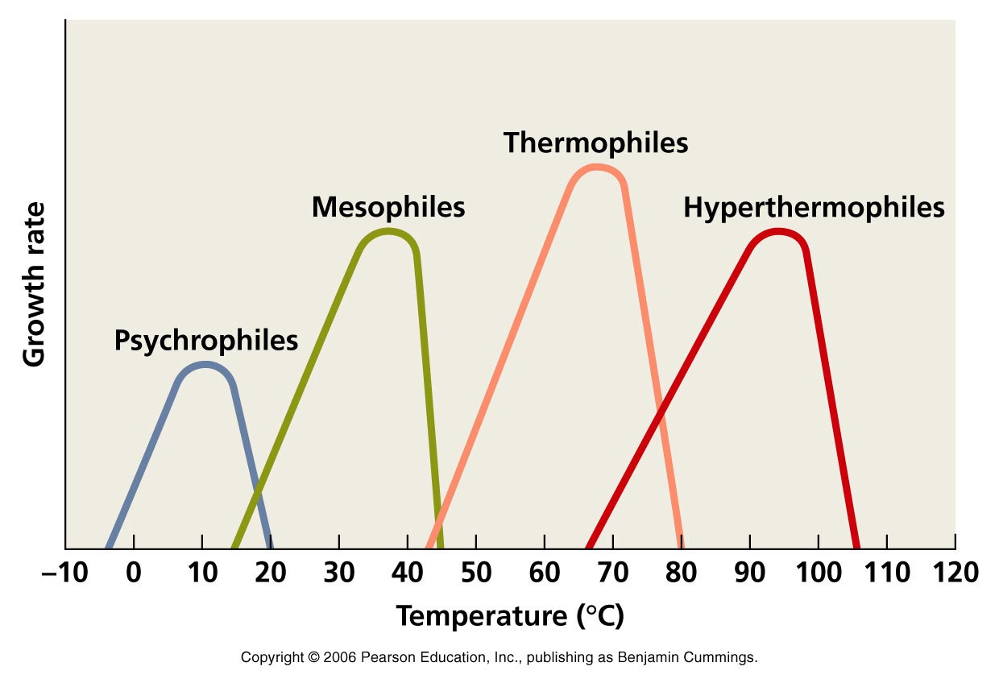 Thermophiles
Mesophiles
Hyperthermophiles
Psychrophiles
Growth rate
–10 0 10 20 30 40 50 60 70 80 90 100 110 120
Temperature (°C)
Copyright © 2006 Pearson Education, Inc., publishing as Benjamin Cummings.